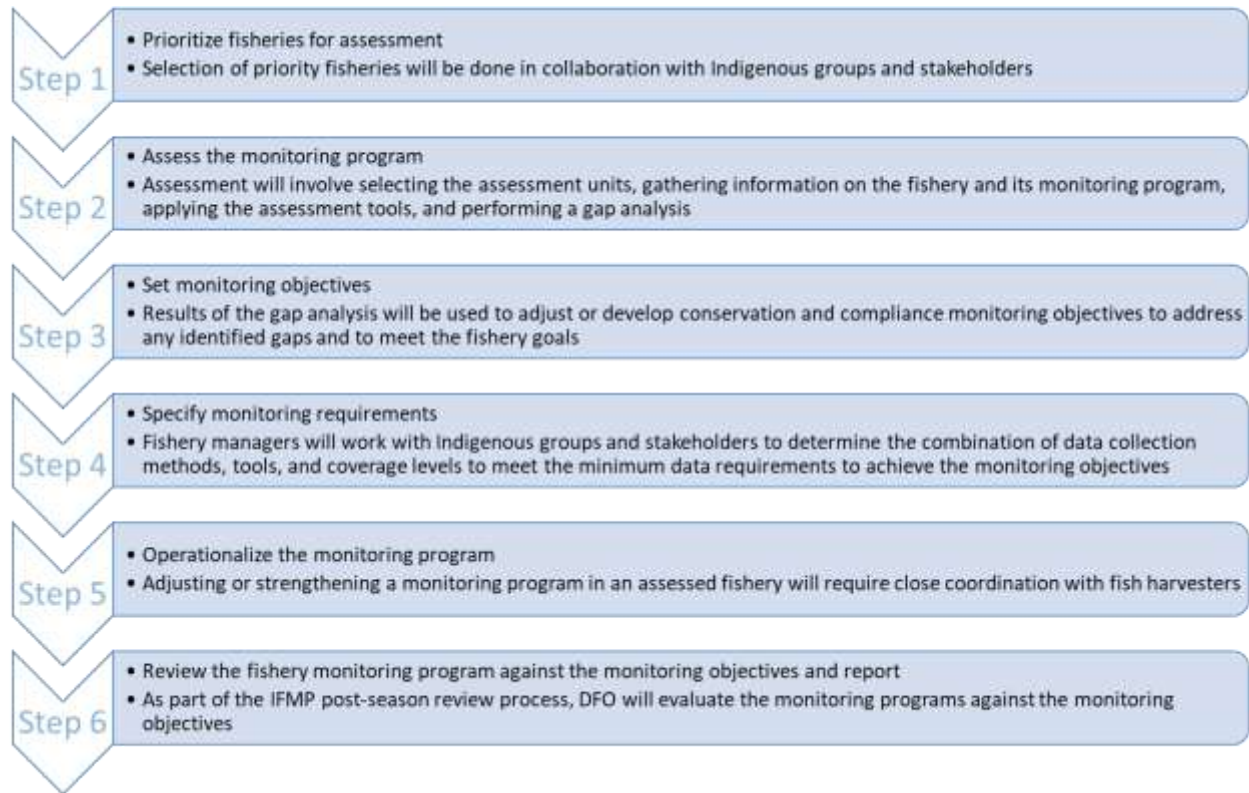 Step 1
• Prioritize fisheries for assessment
• Selection of priority fisheries will be done in collaboration with Indigenous groups and stakeholders
Step 2
• Assess the monitoring program
• Assessment will involve selecting the assessment units, gathering information on the fishery and its monitoring program,
applying the assessment tools, and performing a gap analysis
Step 3
• Set monitoring objectives
• Results of the gap analysis will be used to adjust or develop conservation and compliance monitoring objectives to address
any identified gaps and to meet the fishery goals
Step 4
• Specify monitoring requirements
• Fishery managers will work with Indigenous groups and stakeholders to determine the combination of data collection
methods, tools, and coverage levels to meet the minimum data requirements to achieve the monitoring objectives
Step 5
• Operationalize the monitoring program
• Adjusting or strengthening a monitoring program in an assessed fishery will require close coordination with fish harvesters
Step 6
• Review the fishery monitoring program against the monitoring objectives and report
• As part of the IFMP post-season review process, DFO will evaluate the monitoring programs against the monitoring
objectives